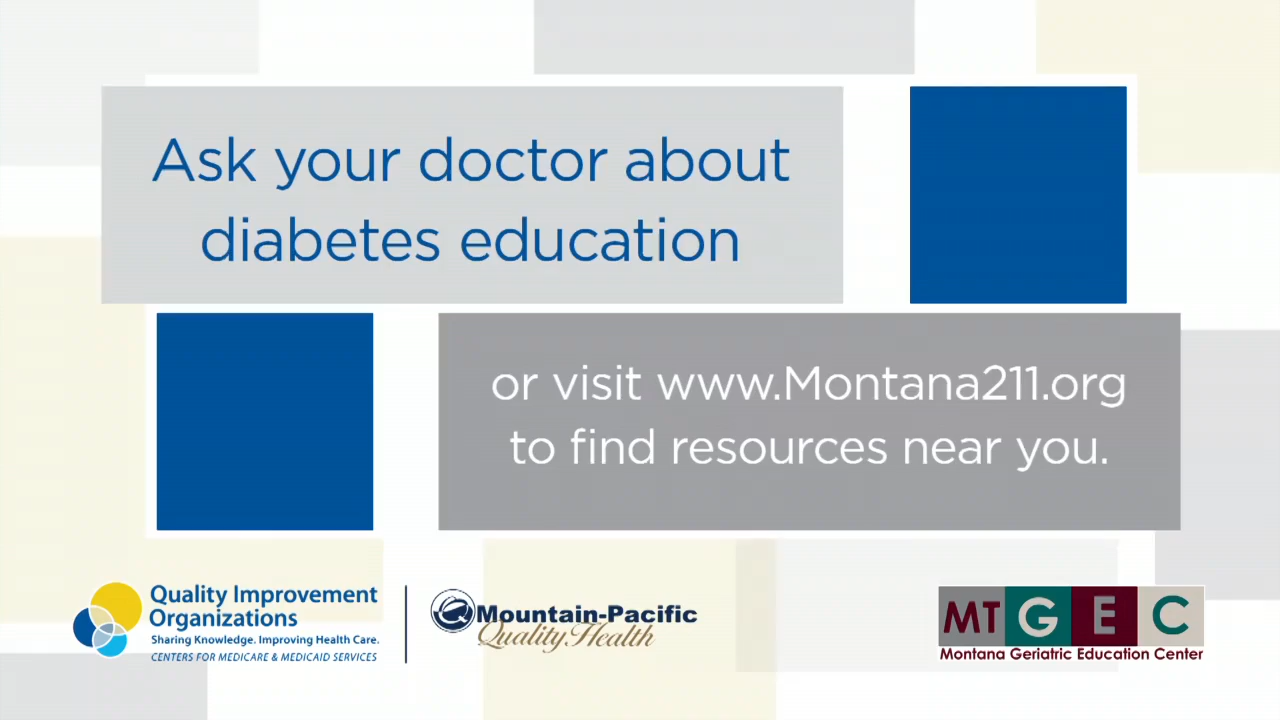 Ask your doctor about
diabetes education
or visit www.Montana211.org
to find resources near you.
Quality Improvement
Organizations
Sharing Knowledge. Improving Health Care.
CENTERS FOR MEDICARE & MEDICAID SERVICES
Mountain-Pacific
Quality Health
MT G E C
Montana Geriatric Education Center